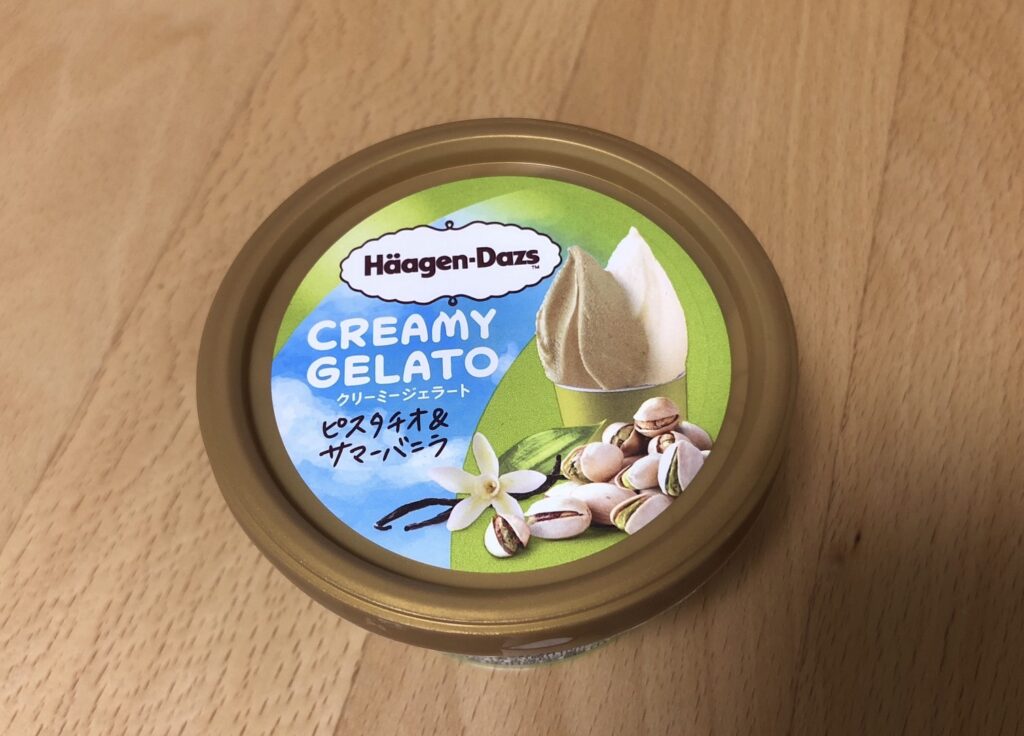 Häagen-Dazs™
CREAMY
GELATO
クリーミージェラート
ピスタチオ&
サマーバニラ